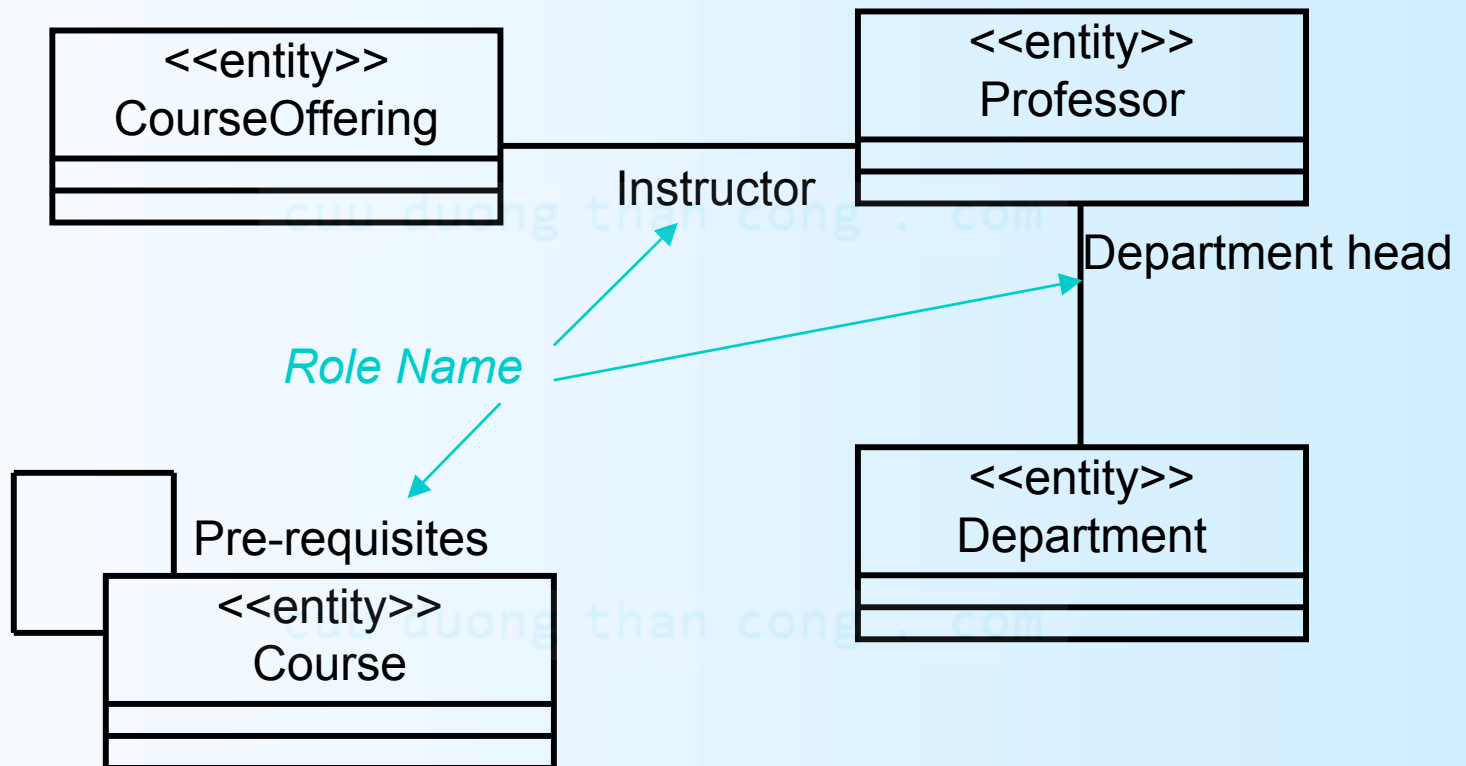 <<entity>>
CourseOffering
<<entity>>
Professor
Instructor
cuu duong than cong . com
Department head
Role Name
Pre-requisites
<<entity>>
Department
<<entity>>
Course
cuu duong than cong . com